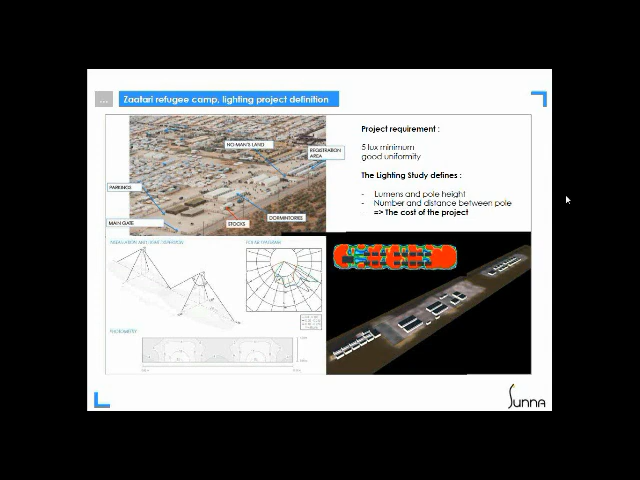 ...
Zaatari refugee camp, lighting project definition
NO-MAN'S LAND
REGISTRATION
AREA
PARKINGS
MAIN GATE
STOCKS
DORMITORIES
Project requirement :
5 lux minimum
good uniformity
The Lighting Study defines :
- Lumens and pole height
- Number and distance between pole
=> The cost of the project
POLAR DIAGRAM
PHOTOMETRY
SUNNA